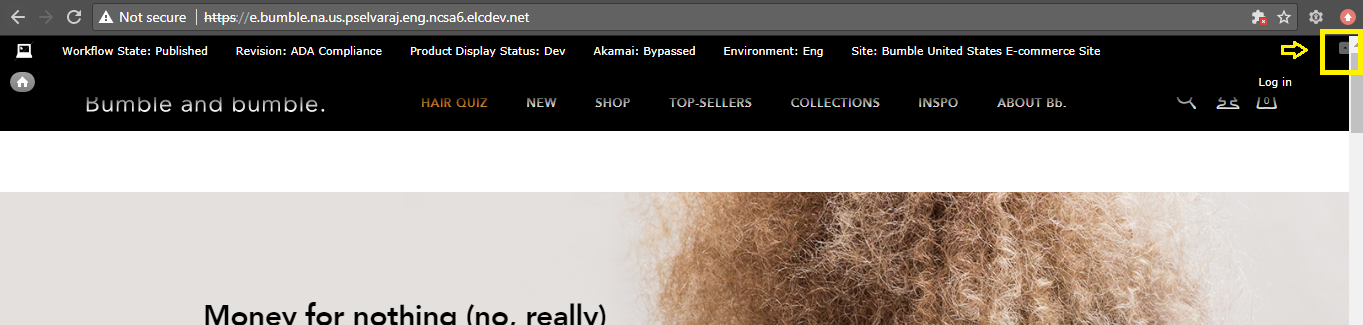 Not secure https://e.bumble.na.us.pselvaraj.eng.ncsa6.elcdev.net
Workflow State: Published Revision: ADA Compliance Product Display Status: Dev Akamai: Bypassed Environment: Eng Site: Bumble United States E-commerce Site
Log in
Bumble and bumble. HAIR QUIZ NEW SHOP TOP-SELLERS COLLECTIONS INSPO ABOUT Bb. 0
Money for nothing (no, really)